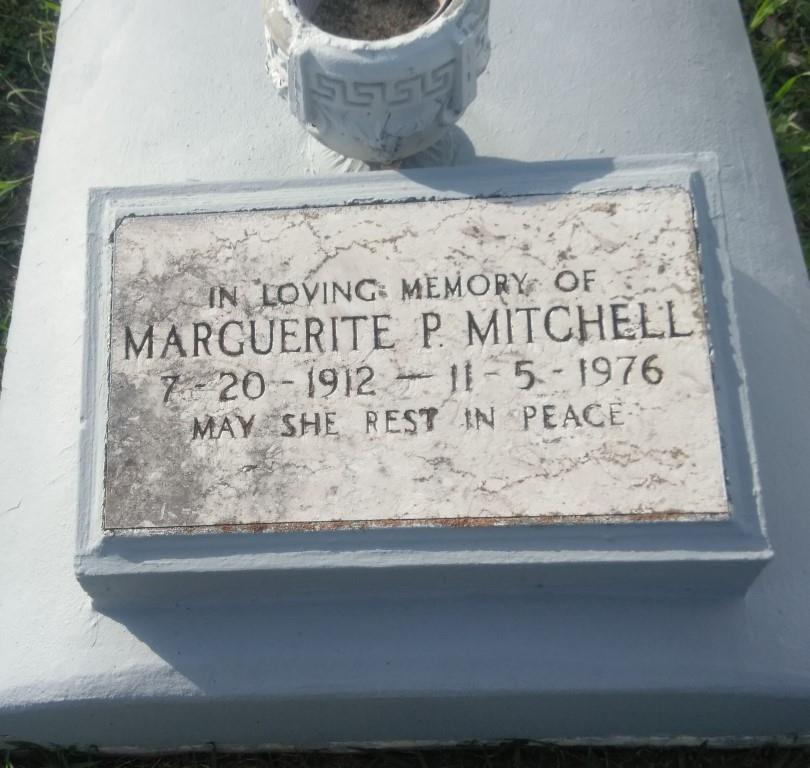 IN LOVING MEMORY OF
MARGUERITE P. MITCHELL
7-20-1912 — 11-5-1976
MAY SHE REST IN PEACE